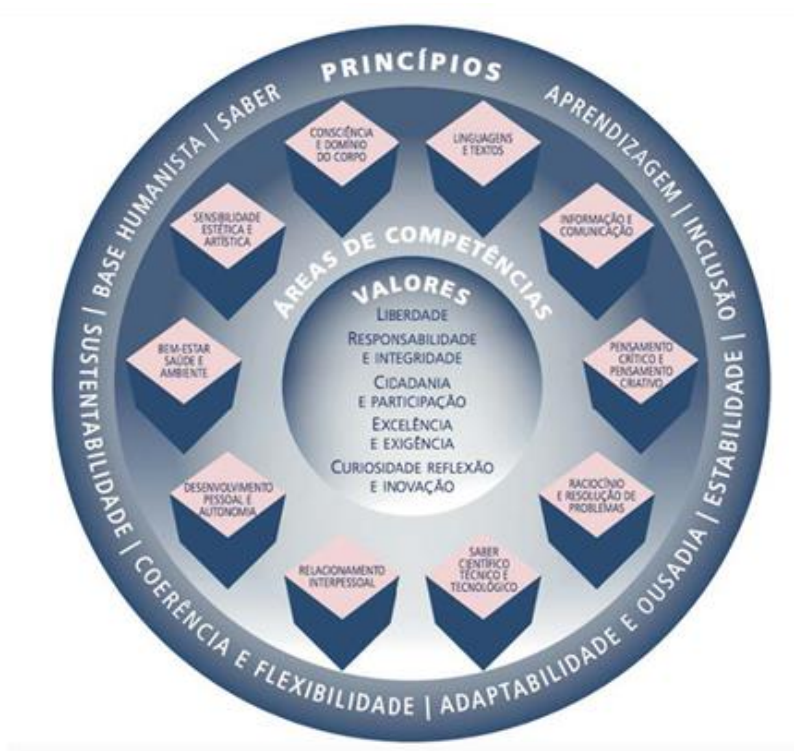 PRINCÍPIOS
BASE HUMANISTA | SABER
APRENDIZAGEM | INCLUSÃO |
ESTABILIDADE |
ADAPTABILIDADE E OUSADIA |
COERÊNCIA E FLEXIBILIDADE |
SUSTENTABILIDADE |
ÁREAS DE COMPETÊNCIAS
CONSCIÊNCIA
E DOMÍNIO
DO CORPO
LINGUAGENS
E TEXTOS
INFORMAÇÃO E
COMUNICAÇÃO
PENSAMENTO
CRÍTICO E
PENSAMENTO
CRIATIVO
RACIOCÍNIO
E RESOLUÇÃO DE
PROBLEMAS
SABER
CIENTÍFICO
TÉCNICO E
TECNOLÓGICO
RELACIONAMENTO
INTERPESSOAL
DESENVOLVIMENTO
PESSOAL E
AUTONOMIA
BEM-ESTAR
SAÚDE E
AMBIENTE
SENSIBILIDADE
ESTÉTICA E
ARTÍSTICA
VALORES
LIBERDADE
RESPONSABILIDADE
E INTEGRIDADE
CIDADANIA
E PARTICIPAÇÃO
EXCELÊNCIA
E EXIGÊNCIA
CURIOSIDADE REFLEXÃO
E INOVAÇÃO